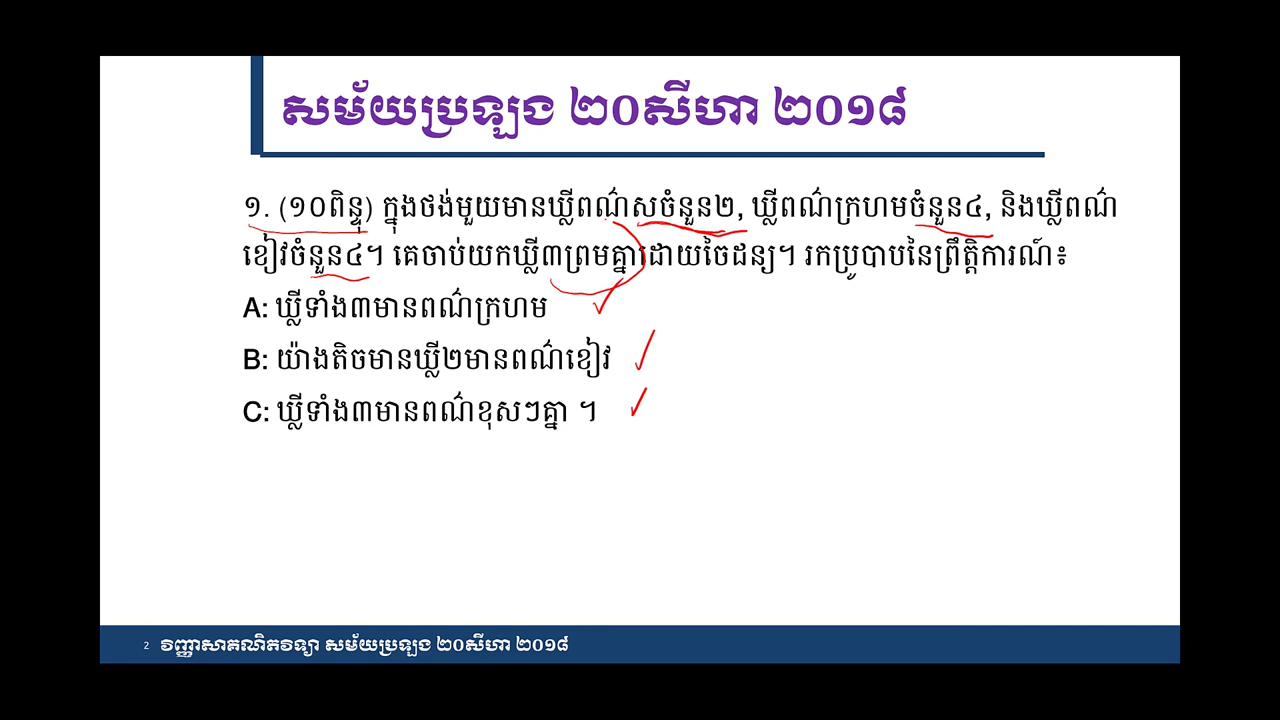 សម័យប្រឡង ២០សីហា ២០១៨
១. (១០ពិន្ទុ) ក្នុងថង់មួយមានឃ្លីពណ៌សចំនួន២, ឃ្លីពណ៌ក្រហមចំនួន៤, និងឃ្លីពណ៌
ខៀវចំនួន៤។ គេចាប់យកឃ្លី៣ព្រមគ្នាដោយចៃដន្យ។ រកប្រូបាបនៃព្រឹត្តិការណ៍៖
A: ឃ្លីទាំង៣មានពណ៌ក្រហម
B: យ៉ាងតិចមានឃ្លី២មានពណ៌ខៀវ
C: ឃ្លីទាំង៣មានពណ៌ខុសៗគ្នា ។
2 វិញ្ញាសាគណិតវិទ្យា សម័យប្រឡង ២០សីហា ២០១៨